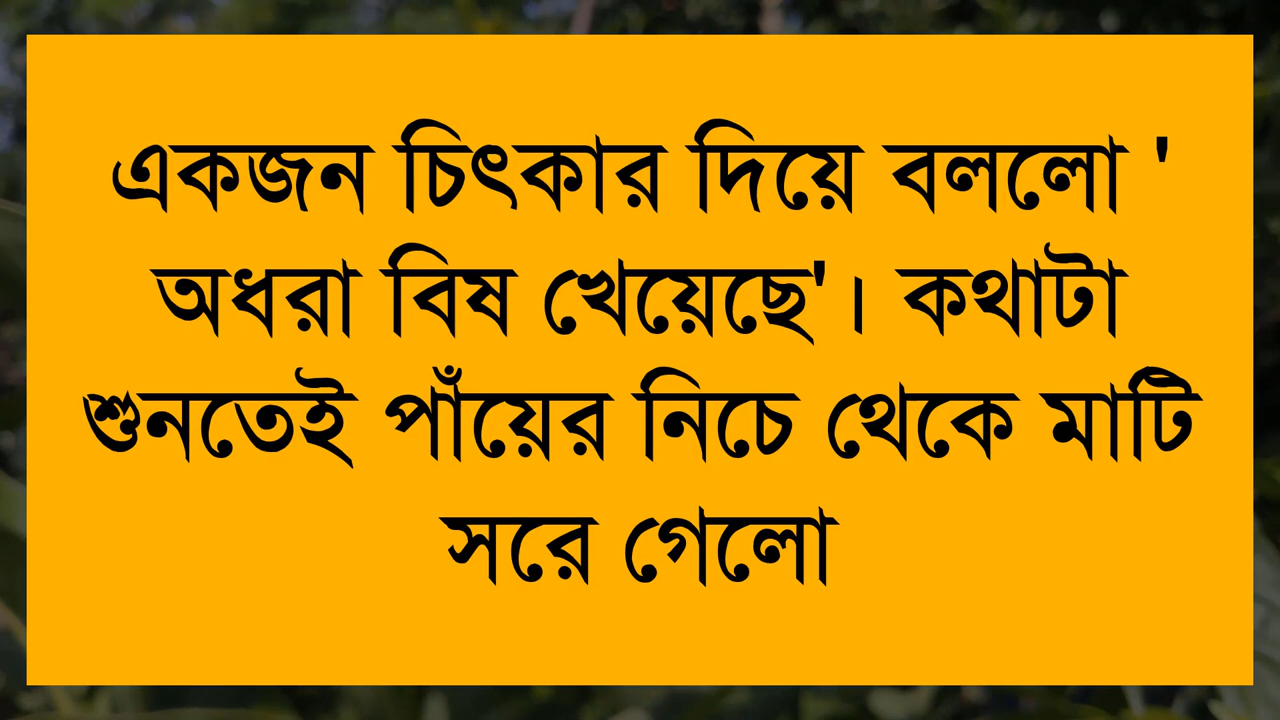 একজন চিৎকার দিয়ে বললো '
অধরা বিষ খেয়েছে'। কথাটা
শুনতেই পাঁয়ের নিচে থেকে মাটি
সরে গেলো